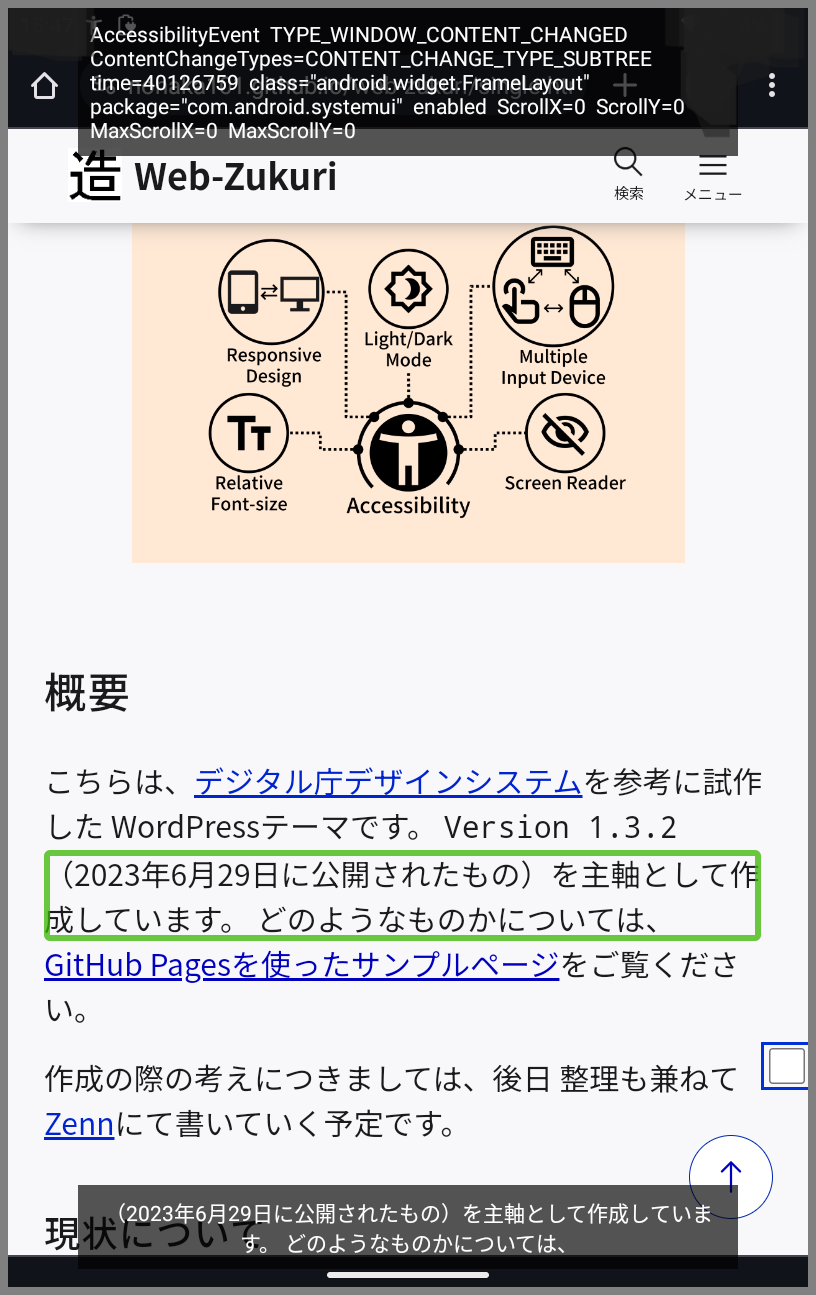 AccessibilityEvent TYPE_WINDOW_CONTENT_CHANGED
ContentChangeTypes=CONTENT_CHANGE_TYPE_SUBTREE
time=40126759 class="android.widget.FrameLayout"
package="com.android.systemui" enabled ScrollX=0 ScrollY=0
MaxScrollX=0 MaxScrollY=0
造 Web-Zukuri
検索
メニュー
Responsive
Design
Light/Dark
Mode
Multiple
Input Device
Relative
Font-size
Accessibility
Screen Reader
概要
こちらは、デジタル庁デザインシステムを参考に試作
した WordPressテーマです。 Version 1.3.2
（2023年6月29日に公開されたもの）を主軸として作
成しています。 どのようなものかについては、
GitHub Pagesを使ったサンプルページをご覧くださ
い。
作成の際の考えにつきましては、後日 整理も兼ねて
Zennにて書いていく予定です。
現状について
（2023年6月29日に公開されたもの）を主軸として作成していま
す。 どのようなものかについては、